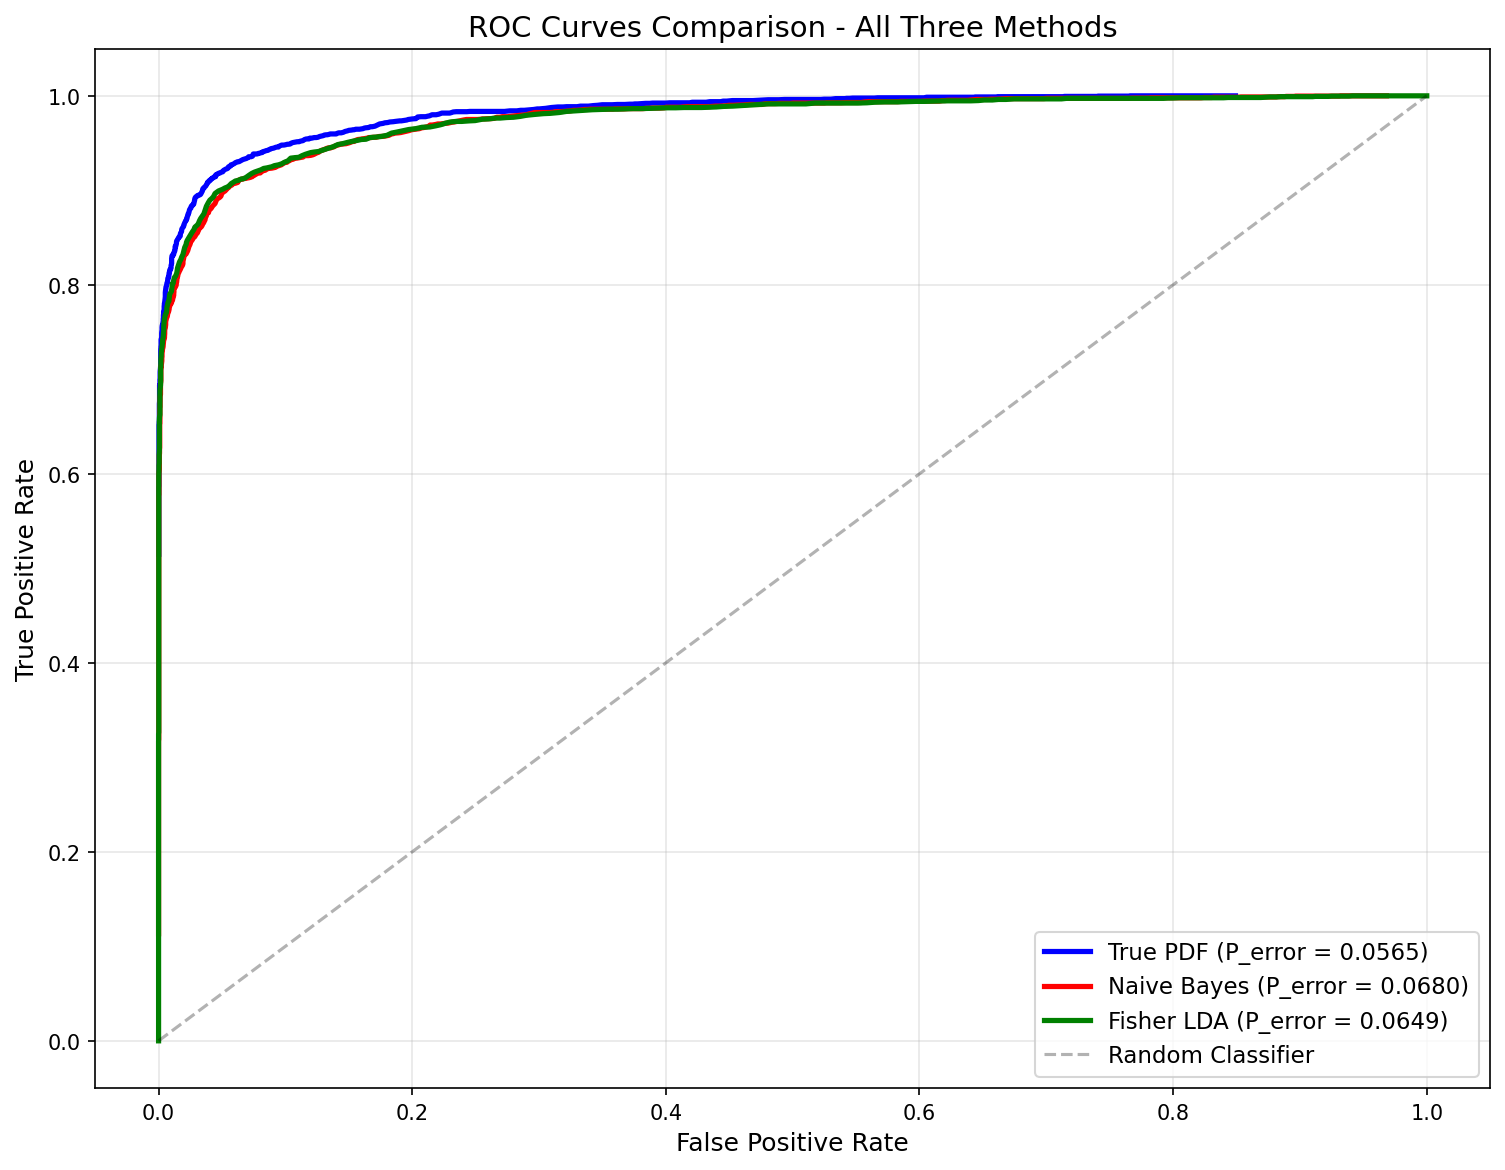 ROC Curves Comparison - All Three Methods
True Positive Rate
1.0
0.8
0.6
0.4
0.2
0.0
0.0 0.2 0.4 0.6 0.8 1.0
False Positive Rate
True PDF (P_error = 0.0565)
Naive Bayes (P_error = 0.0680)
Fisher LDA (P_error = 0.0649)
Random Classifier